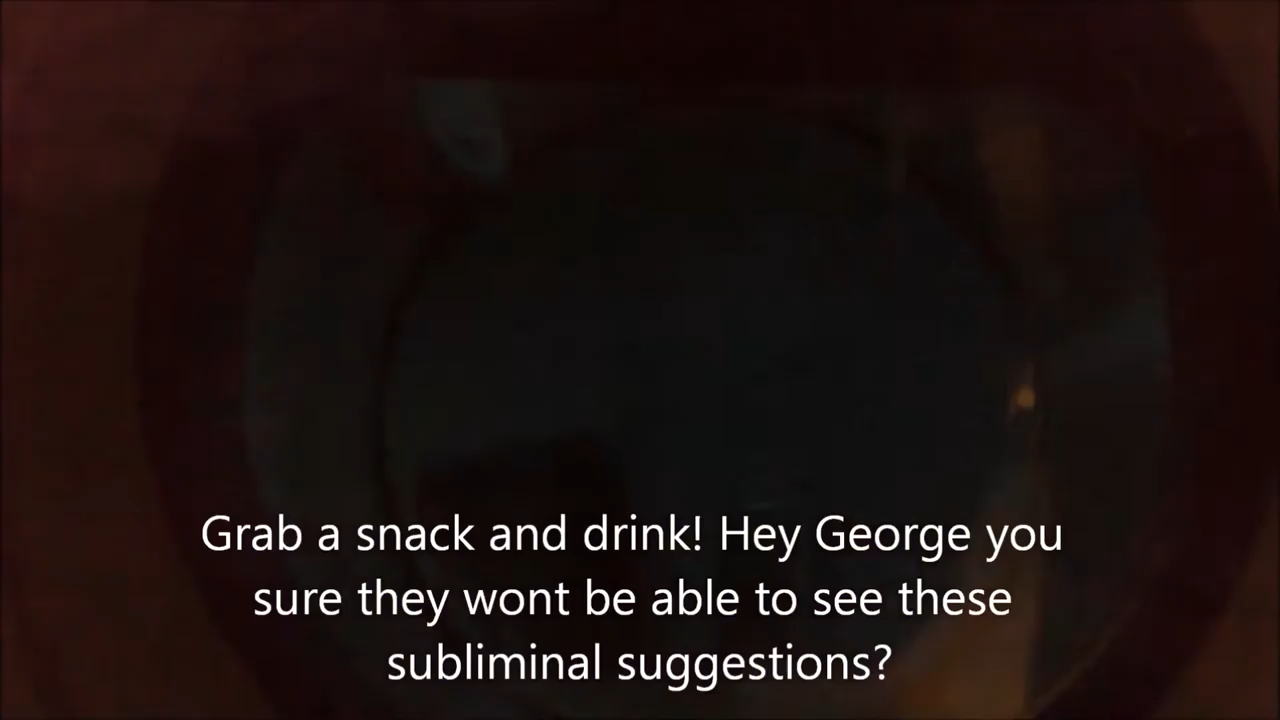 Grab a snack and drink! Hey George you
sure they wont be able to see these
subliminal suggestions?